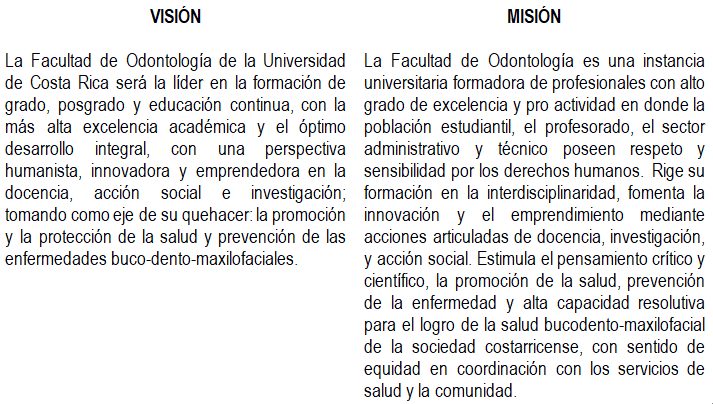 VISIÓN
La Facultad de Odontología de la Universidad
de Costa Rica será la líder en la formación de
grado, posgrado y educación continua, con la
más alta excelencia académica y el óptimo
desarrollo integral, con una perspectiva
humanista, innovadora y emprendedora en la
docencia, acción social e investigación;
tomando como eje de su quehacer: la promoción
y la protección de la salud y prevención de las
enfermedades buco-dento-maxilofaciales.
MISIÓN
La Facultad de Odontología es una instancia
universitaria formadora de profesionales con alto
grado de excelencia y pro actividad en donde la
población estudiantil, el profesorado, el sector
administrativo y técnico poseen respeto y
sensibilidad por los derechos humanos. Rige su
formación en la interdisciplinaridad, fomenta la
innovación y el emprendimiento mediante
acciones articuladas de docencia, investigación,
y acción social. Estimula el pensamiento crítico y
científico, la promoción de la salud, prevención
de la enfermedad y alta capacidad resolutiva
para el logro de la salud bucodento-maxilofacial
de la sociedad costarricense, con sentido de
equidad en coordinación con los servicios de
salud y la comunidad.